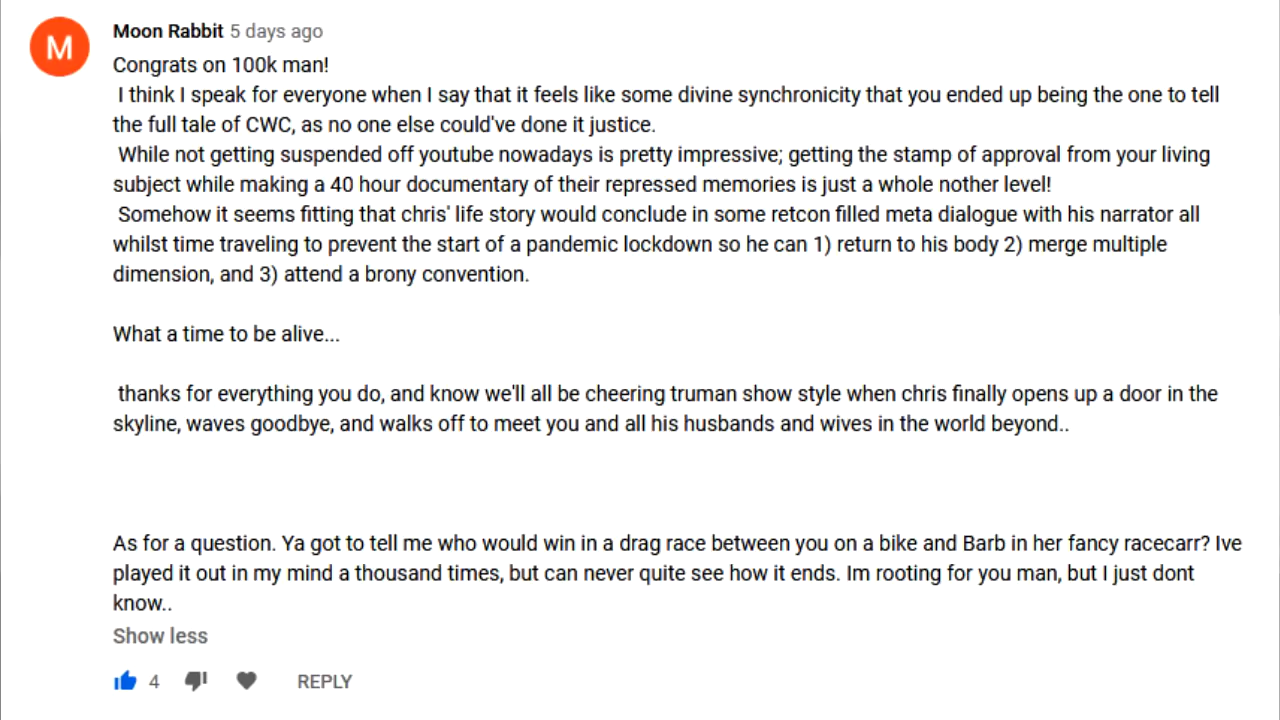 M
Moon Rabbit 5 days ago
Congrats on 100k man!
I think I speak for everyone when I say that it feels like some divine synchronicity that you ended up being the one to tell
the full tale of CWC, as no one else could've done it justice.
While not getting suspended off youtube nowadays is pretty impressive; getting the stamp of approval from your living
subject while making a 40 hour documentary of their repressed memories is just a whole nother level!
Somehow it seems fitting that chris' life story would conclude in some retcon filled meta dialogue with his narrator all
whilst time traveling to prevent the start of a pandemic lockdown so he can 1) return to his body 2) merge multiple
dimension, and 3) attend a brony convention.
What a time to be alive...
thanks for everything you do, and know we'll all be cheering truman show style when chris finally opens up a door in the
skyline, waves goodbye, and walks off to meet you and all his husbands and wives in the world beyond..
As for a question. Ya got to tell me who would win in a drag race between you on a bike and Barb in her fancy racecarr? Ive
played it out in my mind a thousand times, but can never quite see how it ends. Im rooting for you man, but I just dont
know..
Show less
4 REPLY